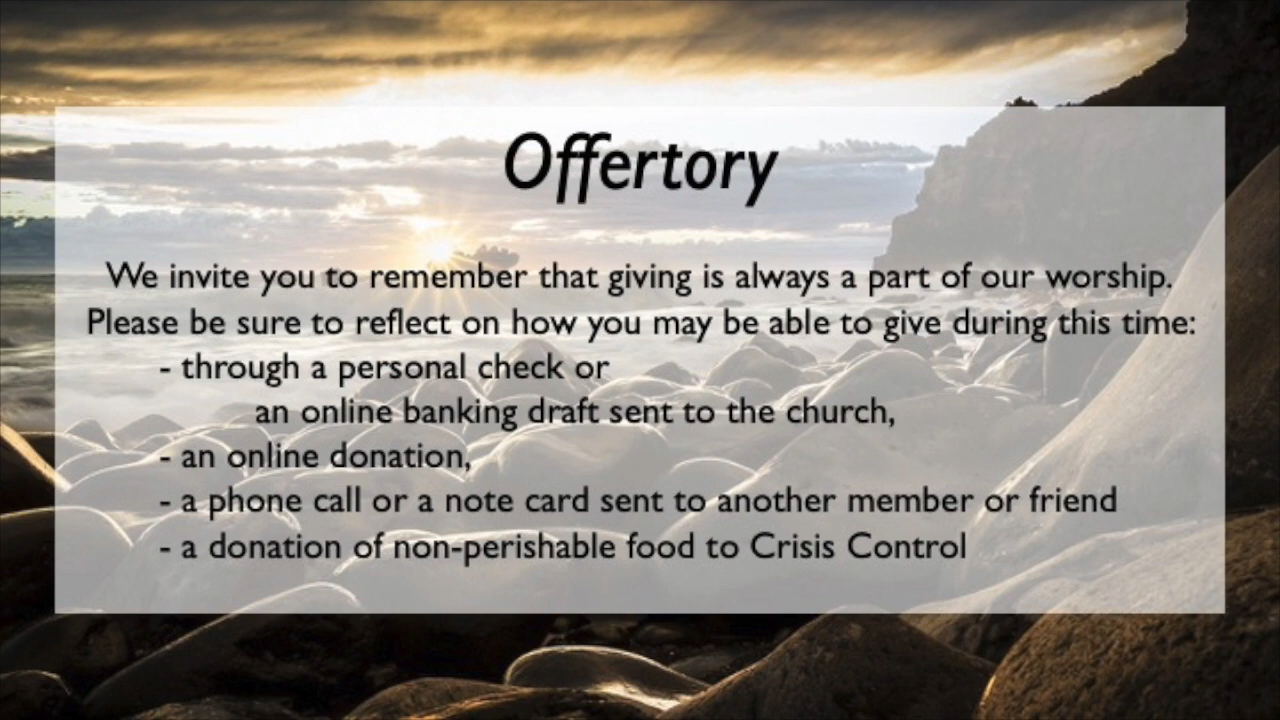 Offertory
We invite you to remember that giving is always a part of our worship.
Please be sure to reflect on how you may be able to give during this time:
- through a personal check or
an online banking draft sent to the church,
- an online donation,
- a phone call or a note card sent to another member or friend
- a donation of non-perishable food to Crisis Control